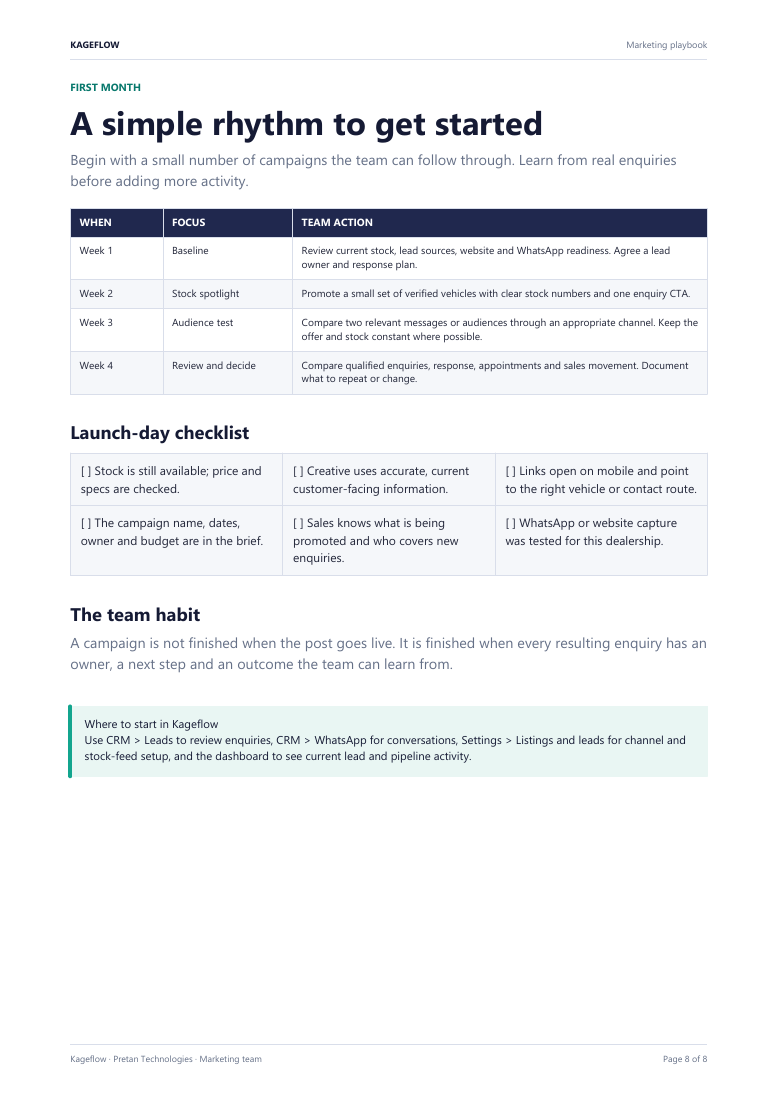 KAGEFLOW
Marketing playbook
FIRST MONTH
A simple rhythm to get started
Begin with a small number of campaigns the team can follow through. Learn from real enquiries
before adding more activity.
WHEN FOCUS TEAM ACTION
Week 1 Baseline Review current stock, lead sources, website and WhatsApp readiness. Agree a lead
owner and response plan.
Week 2 Stock spotlight Promote a small set of verified vehicles with clear stock numbers and one enquiry CTA.
Week 3 Audience test Compare two relevant messages or audiences through an appropriate channel. Keep the
offer and stock constant where possible.
Week 4 Review and decide Compare qualified enquiries, response, appointments and sales movement. Document
what to repeat or change.
Launch-day checklist
[ ] Stock is still available; price and
specs are checked.
[ ] Creative uses accurate, current
customer-facing information.
[ ] Links open on mobile and point
to the right vehicle or contact route.
[ ] The campaign name, dates,
owner and budget are in the brief.
[ ] Sales knows what is being
promoted and who covers new
enquiries.
[ ] WhatsApp or website capture
was tested for this dealership.
The team habit
A campaign is not finished when the post goes live. It is finished when every resulting enquiry has an
owner, a next step and an outcome the team can learn from.
Where to start in Kageflow
Use CRM > Leads to review enquiries, CRM > WhatsApp for conversations, Settings > Listings and leads for channel and
stock-feed setup, and the dashboard to see current lead and pipeline activity.
Kageflow · Pretan Technologies · Marketing team
Page 8 of 8